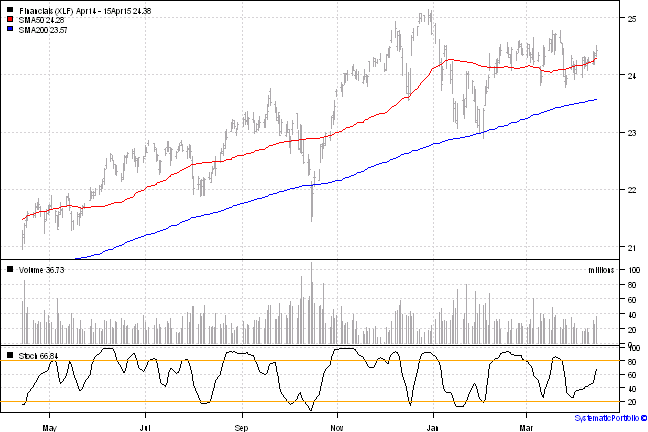 Financials (XLF) Apr14 - 15Apr15 24.38
SMA50 24.28
SMA200 23.57
25
24
23
22
21
Volume 36.73
millions
100
80
60
40
20
0
Stoch 66.84
100
80
60
40
20
May
Jul
Sep
Nov
Jan
Mar
SystematicPortfolio ©